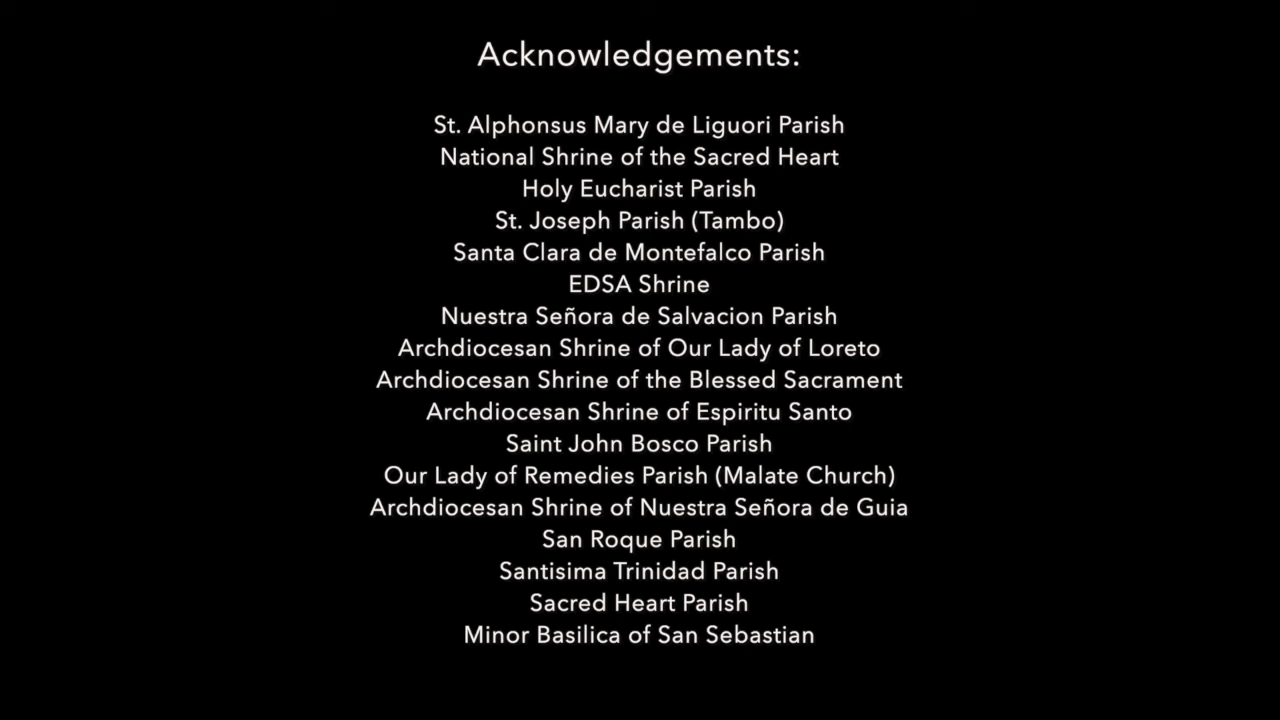 Acknowledgements:
St. Alphonsus Mary de Liguori Parish
National Shrine of the Sacred Heart
Holy Eucharist Parish
St. Joseph Parish (Tambo)
Santa Clara de Montefalco Parish
EDSA Shrine
Nuestra Señora de Salvacion Parish
Archdiocesan Shrine of Our Lady of Loreto
Archdiocesan Shrine of the Blessed Sacrament
Archdiocesan Shrine of Espiritu Santo
Saint John Bosco Parish
Our Lady of Remedies Parish (Malate Church)
Archdiocesan Shrine of Nuestra Señora de Guia
San Roque Parish
Santisima Trinidad Parish
Sacred Heart Parish
Minor Basilica of San Sebastian